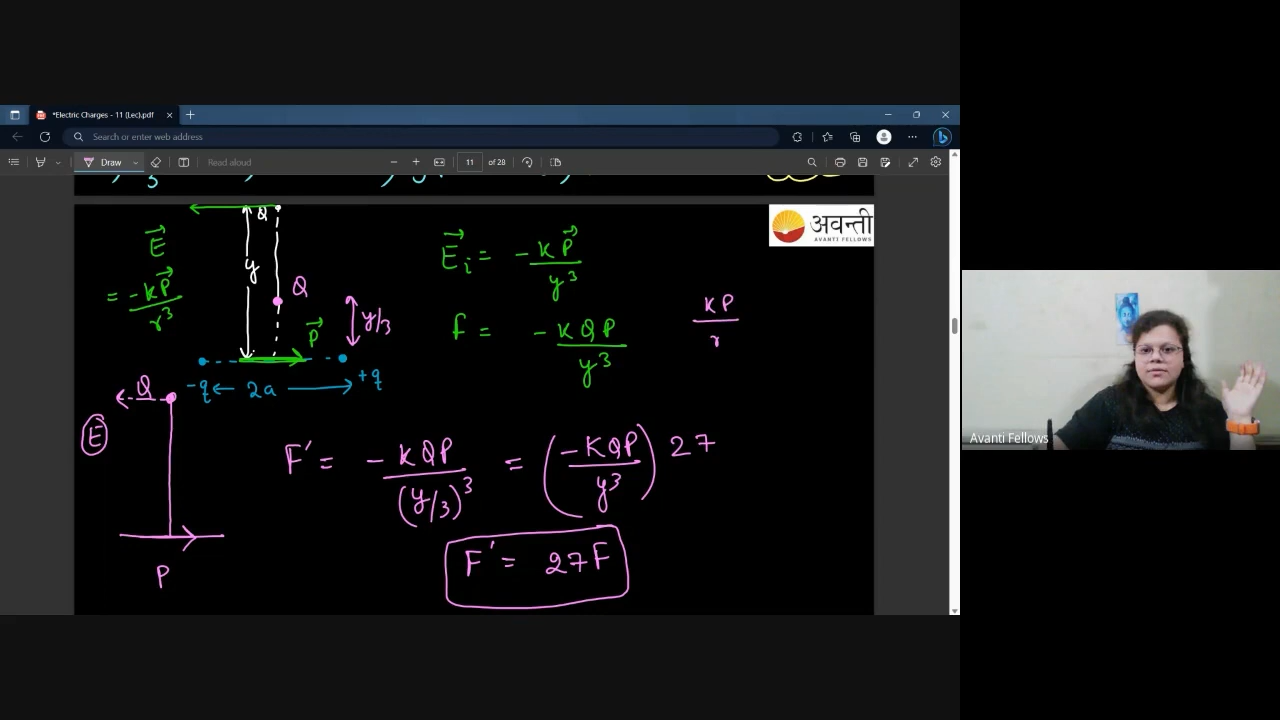 *Electric Charges - 11 (Lec).pdf
Search or enter web address
Draw
Read aloud
11 of 28
अवन्ती
AVANTI FELLOWS
Q
E⃗
= -kP⃗ / r³
y
Q
y/3
P⃗
-q ← 2a → +q
E⃗i = -kP⃗ / y³
f = -kQP / y³
KP / r
Q
E⃗
P
F' = -kQP / (y/3)³ = (-KQP / y³) 27
F' = 27F
Avanti Fellows